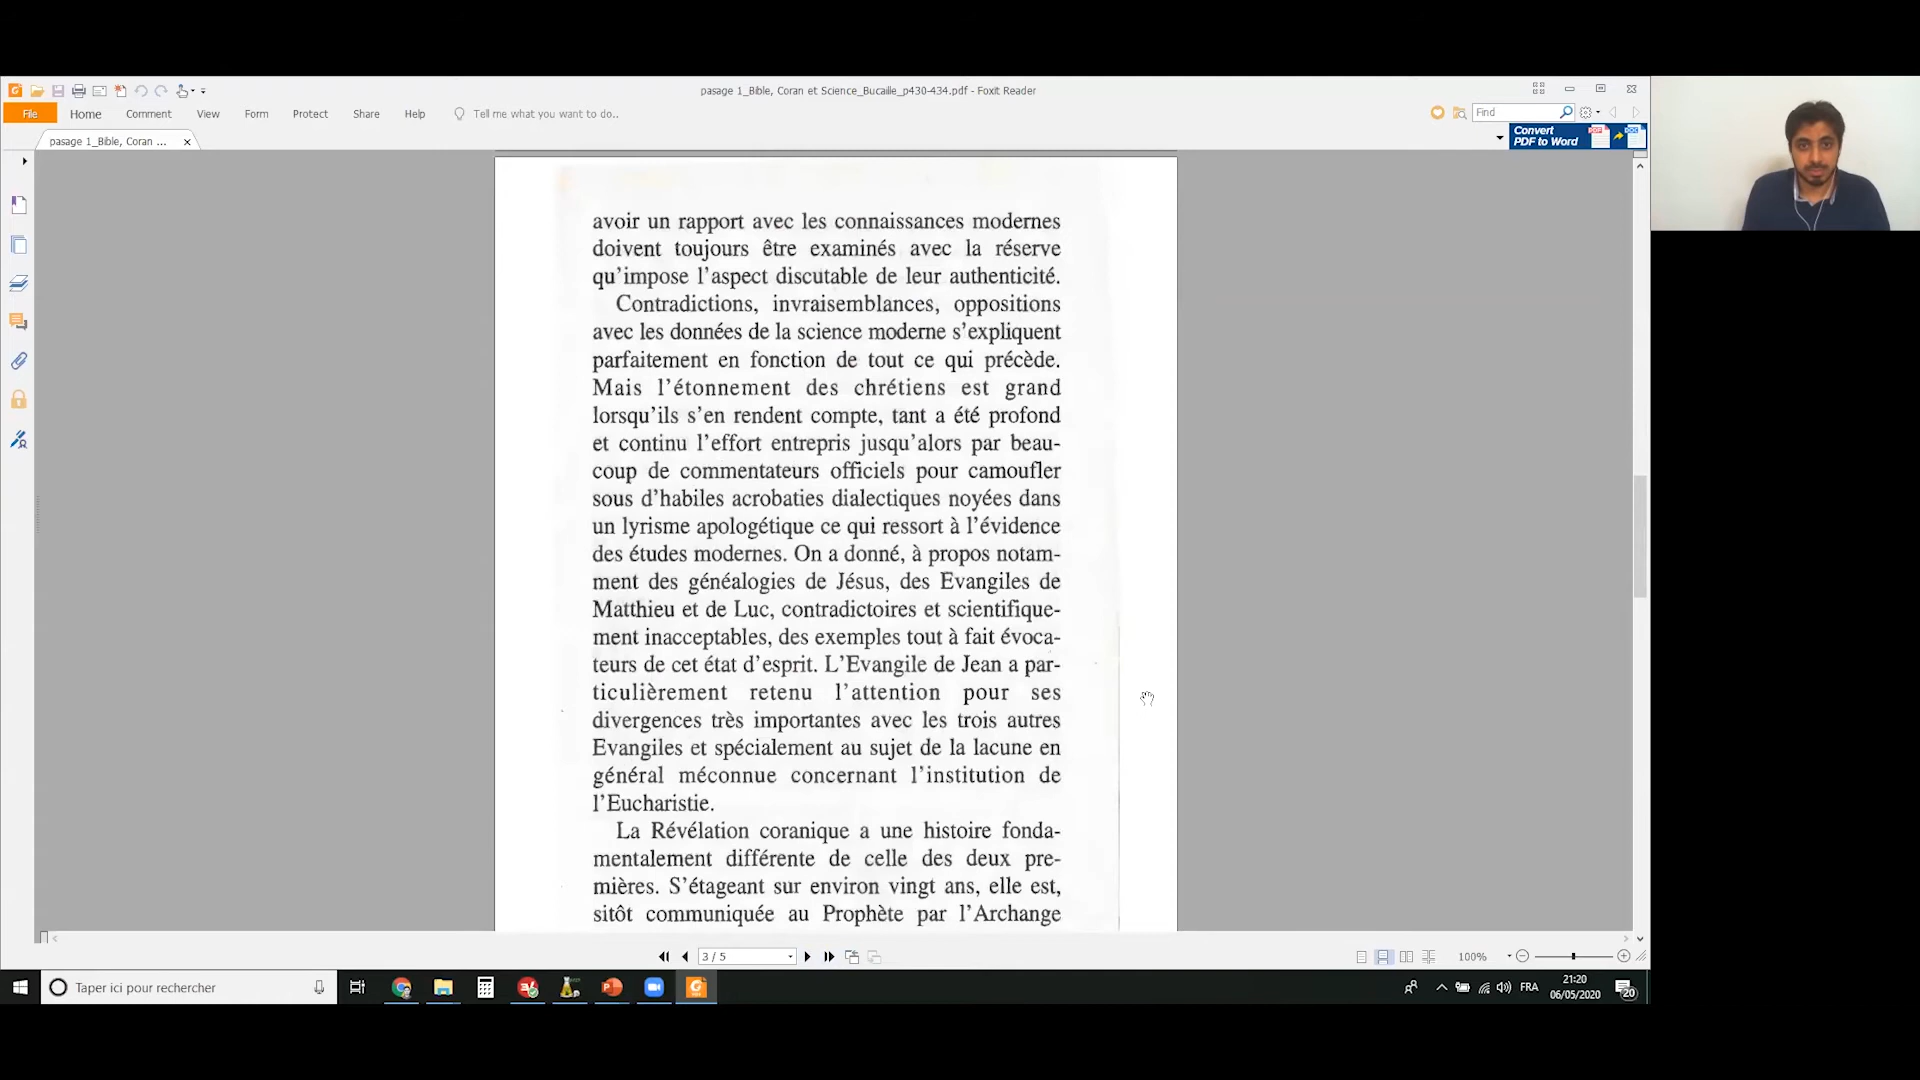 pasage 1_Bible, Coran et Science_Bucaille_p430-434.pdf - Foxit Reader
File Home Comment View Form Protect Share Help Tell me what you want to do..
Find
pasage 1_Bible, Coran ...
Convert
PDF to Word
avoir un rapport avec les connaissances modernes
doivent toujours être examinés avec la réserve
qu'impose l'aspect discutable de leur authenticité.
Contradictions, invraisemblances, oppositions
avec les données de la science moderne s'expliquent
parfaitement en fonction de tout ce qui précède.
Mais l'étonnement des chrétiens est grand
lorsqu'ils s'en rendent compte, tant a été profond
et continu l'effort entrepris jusqu'alors par beau-
coup de commentateurs officiels pour camoufler
sous d'habiles acrobaties dialectiques noyées dans
un lyrisme apologétique ce qui ressort à l'évidence
des études modernes. On a donné, à propos notam-
ment des généalogies de Jésus, des Evangiles de
Matthieu et de Luc, contradictoires et scientifique-
ment inacceptables, des exemples tout à fait évoca-
teurs de cet état d'esprit. L'Evangile de Jean a par-
ticulièrement retenu l'attention pour ses
divergences très importantes avec les trois autres
Evangiles et spécialement au sujet de la lacune en
général méconnue concernant l'institution de
l'Eucharistie.
La Révélation coranique a une histoire fonda-
mentalement différente de celle des deux pre-
mières. S'étageant sur environ vingt ans, elle est,
sitôt communiquée au Prophète par l'Archange
3 / 5
100%
Taper ici pour rechercher
FRA
21:20
06/05/2020
20